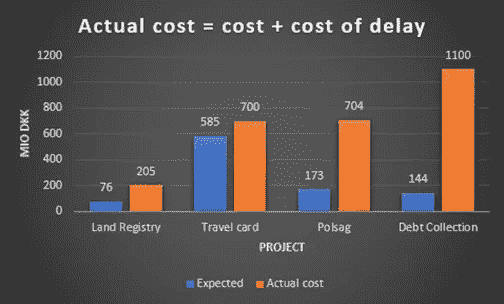 Actual cost = cost + cost of delay
MIO DKK
1200
1000
800
600
400
200
0
76
205
585
700
173
704
144
1100
Land Registry
Travel card
Polsag
Debt Collection
PROJECT
Expected
Actual cost